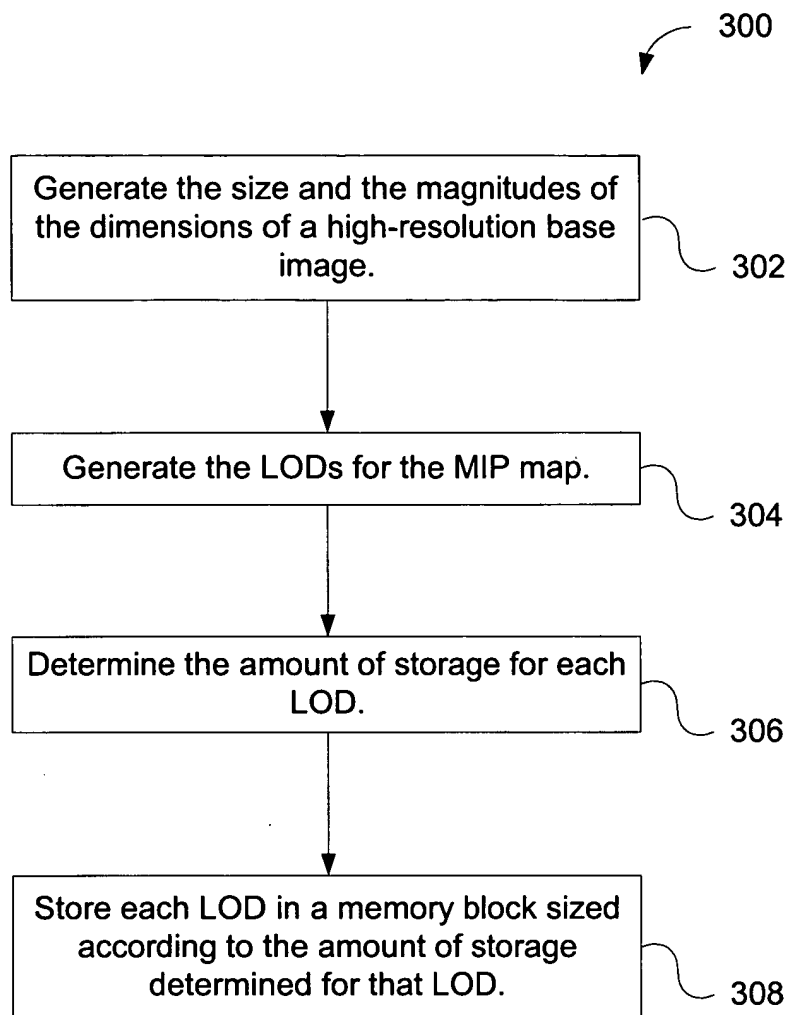 300
Generate the size and the magnitudes of
the dimensions of a high-resolution base
image.
302
Generate the LODs for the MIP map.
304
Determine the amount of storage for each
LOD.
306
Store each LOD in a memory block sized
according to the amount of storage
determined for that LOD.
308